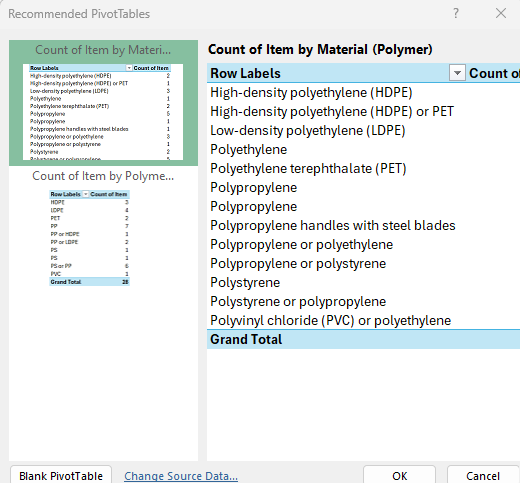 Recommended PivotTables ? ×
Count of Item by Materi...
Row Labels Count of Item
High-density polyethylene (HDPE) 2
High-density polyethylene (HDPE) or PET 1
Low-density polyethylene (LDPE) 3
Polyethylene 1
Polyethylene terephthalate (PET) 2
Polypropylene 5
Polypropylene 1
Polypropylene handles with steel blades 1
Polypropylene or polyethylene 3
Polypropylene or polystyrene 1
Polystyrene 2
Polystyrene or polypropylene 5
Count of Item by Polyme...
Row Labels Count of Item
HDPE 3
LDPE 4
PET 2
PP 7
PP or HDPE 1
PP or LDPE 2
PS 1
PS 1
PS or PP 6
PVC 1
Grand Total 28
Count of Item by Material (Polymer)
Row Labels Count of
High-density polyethylene (HDPE)
High-density polyethylene (HDPE) or PET
Low-density polyethylene (LDPE)
Polyethylene
Polyethylene terephthalate (PET)
Polypropylene
Polypropylene
Polypropylene handles with steel blades
Polypropylene or polyethylene
Polypropylene or polystyrene
Polystyrene
Polystyrene or polypropylene
Polyvinyl chloride (PVC) or polyethylene
Grand Total
Blank PivotTable Change Source Data... OK Cancel